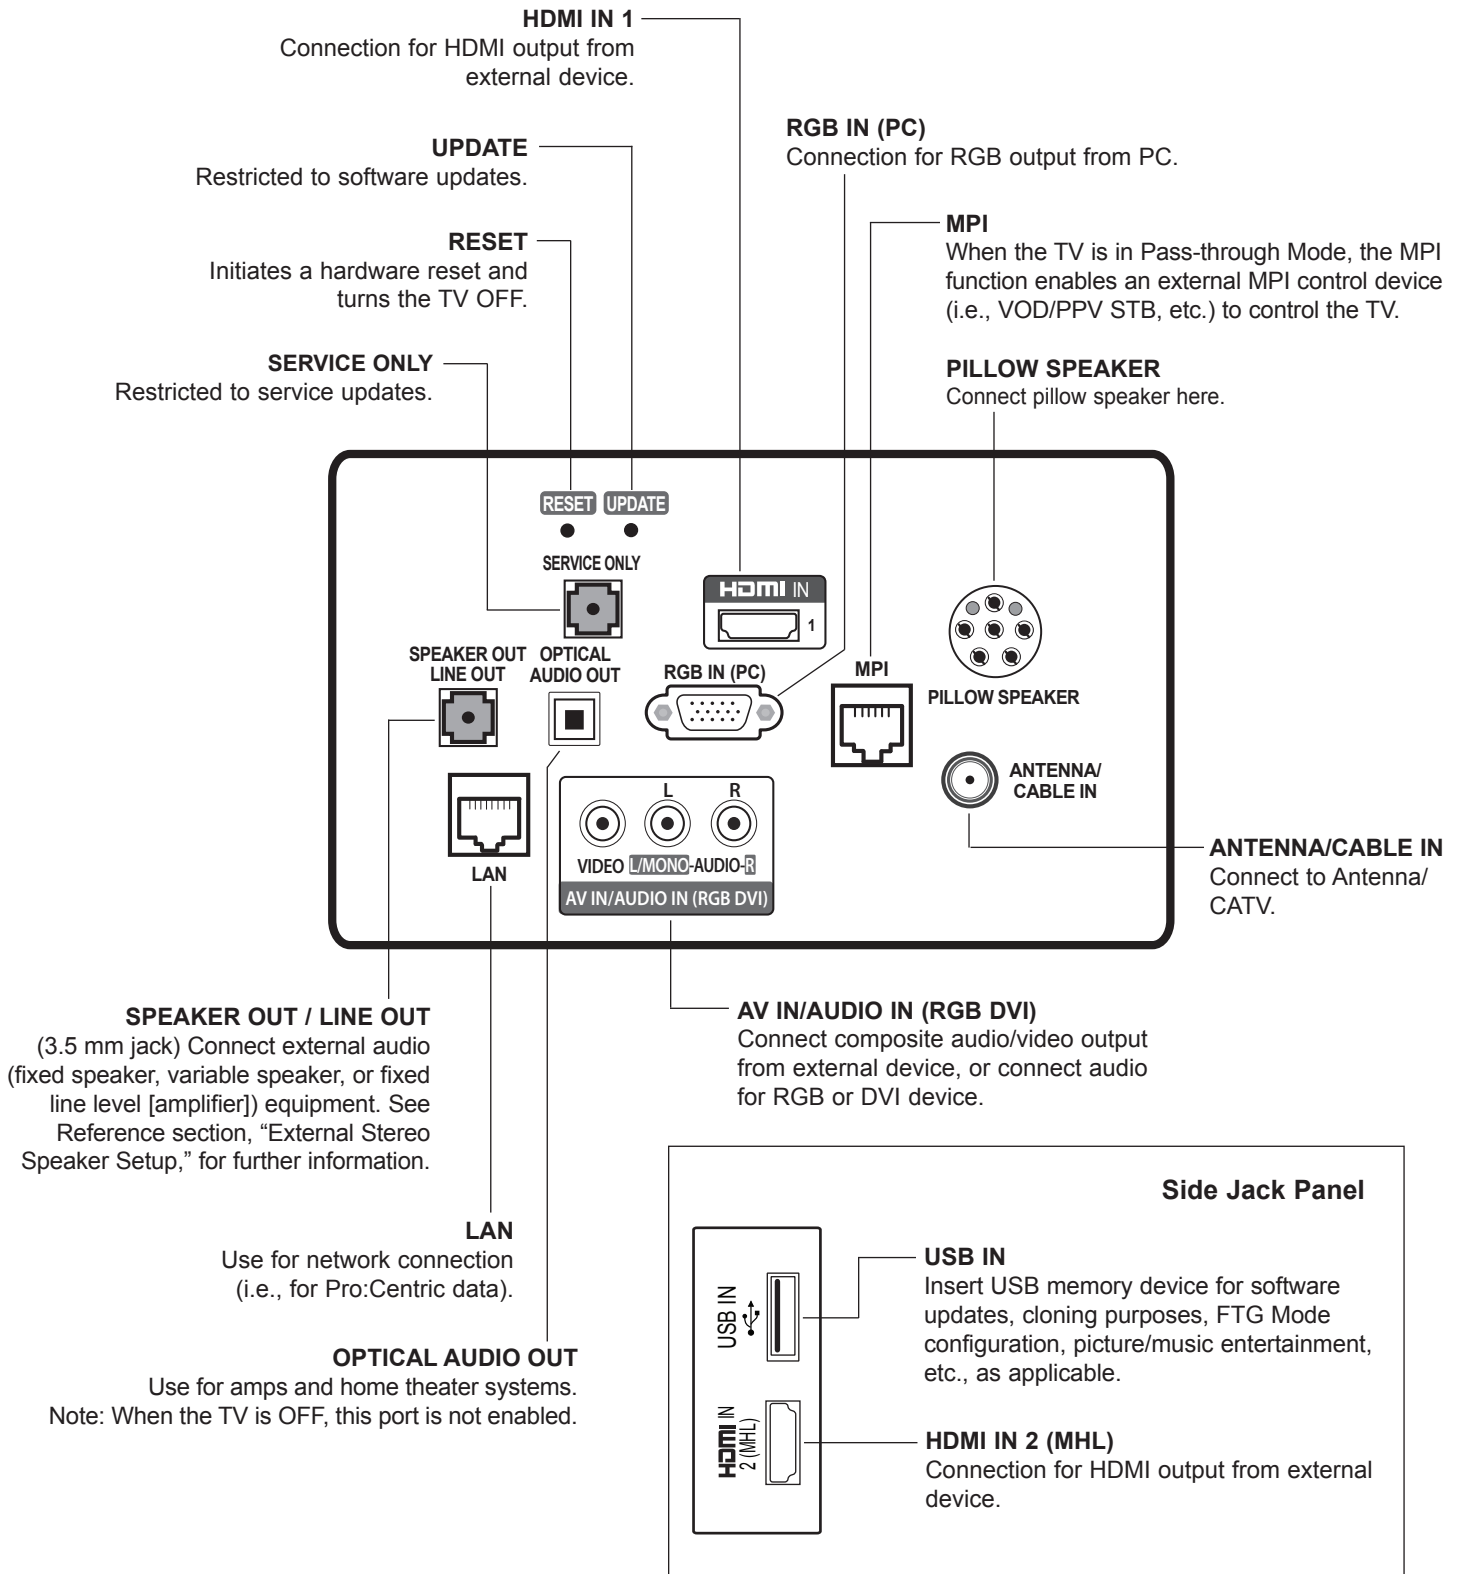 HDMI IN 1
Connection for HDMI output from
external device.
UPDATE
Restricted to software updates.
RESET
Initiates a hardware reset and
turns the TV OFF.
SERVICE ONLY
Restricted to service updates.
RGB IN (PC)
Connection for RGB output from PC.
MPI
When the TV is in Pass-through Mode, the MPI
function enables an external MPI control device
(i.e., VOD/PPV STB, etc.) to control the TV.
PILLOW SPEAKER
Connect pillow speaker here.
RESET UPDATE
SERVICE ONLY
HDMI IN
1
SPEAKER OUT
LINE OUT
OPTICAL
AUDIO OUT
RGB IN (PC)
MPI
PILLOW SPEAKER
ANTENNA/
CABLE IN
LAN
L R
VIDEO L/MONO-AUDIO-R
AV IN/AUDIO IN (RGB DVI)
ANTENNA/CABLE IN
Connect to Antenna/
CATV.
SPEAKER OUT / LINE OUT
(3.5 mm jack) Connect external audio
(fixed speaker, variable speaker, or fixed
line level [amplifier]) equipment. See
Reference section, “External Stereo
Speaker Setup,” for further information.
LAN
Use for network connection
(i.e., for Pro:Centric data).
OPTICAL AUDIO OUT
Use for amps and home theater systems.
Note: When the TV is OFF, this port is not enabled.
AV IN/AUDIO IN (RGB DVI)
Connect composite audio/video output
from external device, or connect audio
for RGB or DVI device.
Side Jack Panel
USB IN
HDMI IN
2 (MHL)
USB IN
Insert USB memory device for software
updates, cloning purposes, FTG Mode
configuration, picture/music entertainment,
etc., as applicable.
HDMI IN 2 (MHL)
Connection for HDMI output from external
device.